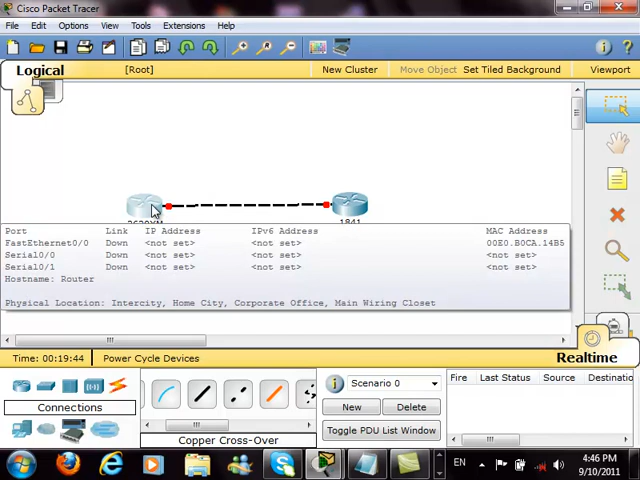 Cisco Packet Tracer
File Edit Options View Tools Extensions Help
Logical [Root] New Cluster Move Object Set Tiled Background Viewport
1841
Port Link IP Address IPv6 Address MAC Address
FastEthernet0/0 Down <not set> <not set> 00E0.B0CA.14B5
Serial0/0 Down <not set> <not set> <not set>
Serial0/1 Down <not set> <not set> <not set>
Hostname: Router
Physical Location: Intercity, Home City, Corporate Office, Main Wiring Closet
Realtime
Time: 00:19:44 Power Cycle Devices
Scenario 0
Fire Last Status Source Destinatio
Connections
New Delete
Toggle PDU List Window
Copper Cross-Over
EN
4:46 PM
9/10/2011